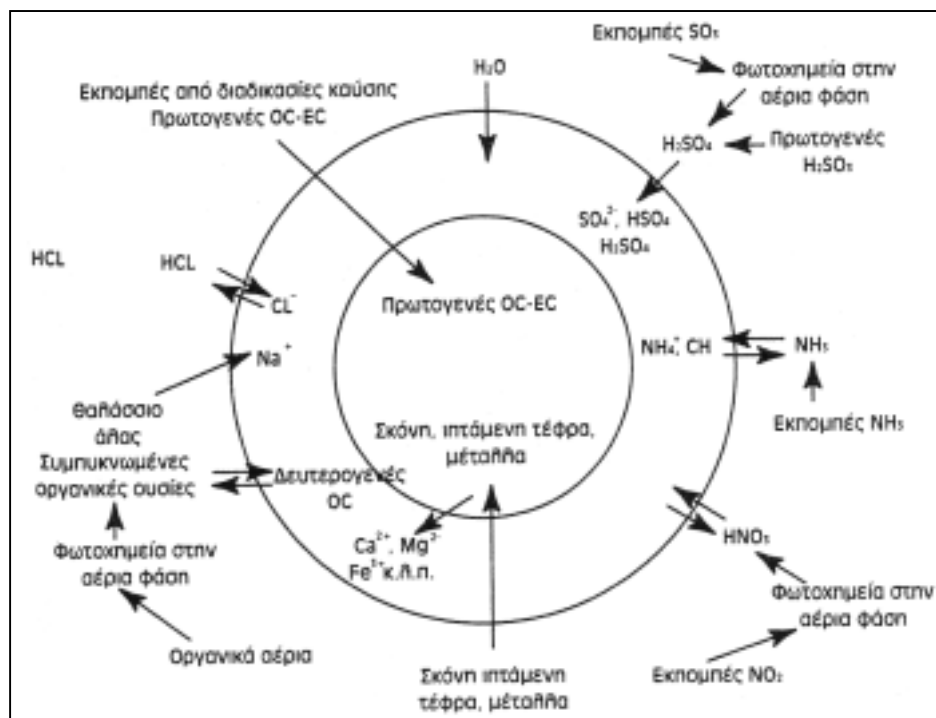 Εκπομπές SO₃
H₂O
Φωτοχημεία στην
αέρια φάση
Εκπομπές από διαδικασίες καύσης
Πρωτογενές OC-EC
H₂SO₄
Πρωτογενές
H₂SO₃
SO₄²⁻, HSO₄
H₂SO₄
HCL
HCL
CL⁻
Πρωτογενές OC-EC
Na⁺
NH₄⁺, CH
NH₃
Θαλάσσιο
άλας
Εκπομπές NH₃
Σκόνη, ιπτάμενη τέφρα,
μέταλλα
Συμπυκνωμένες
οργανικές ουσίες
Δευτερογενές
OC
Ca²⁺, Mg²⁻
Fe³⁺ κ.λ.π.
HNO₃
Φωτοχημεία στην
αέρια φάση
Φωτοχημεία στην
αέρια φάση
Οργανικά αέρια
Σκόνη ιπτάμενη
τέφρα, μέταλλα
Εκπομπές NO₂